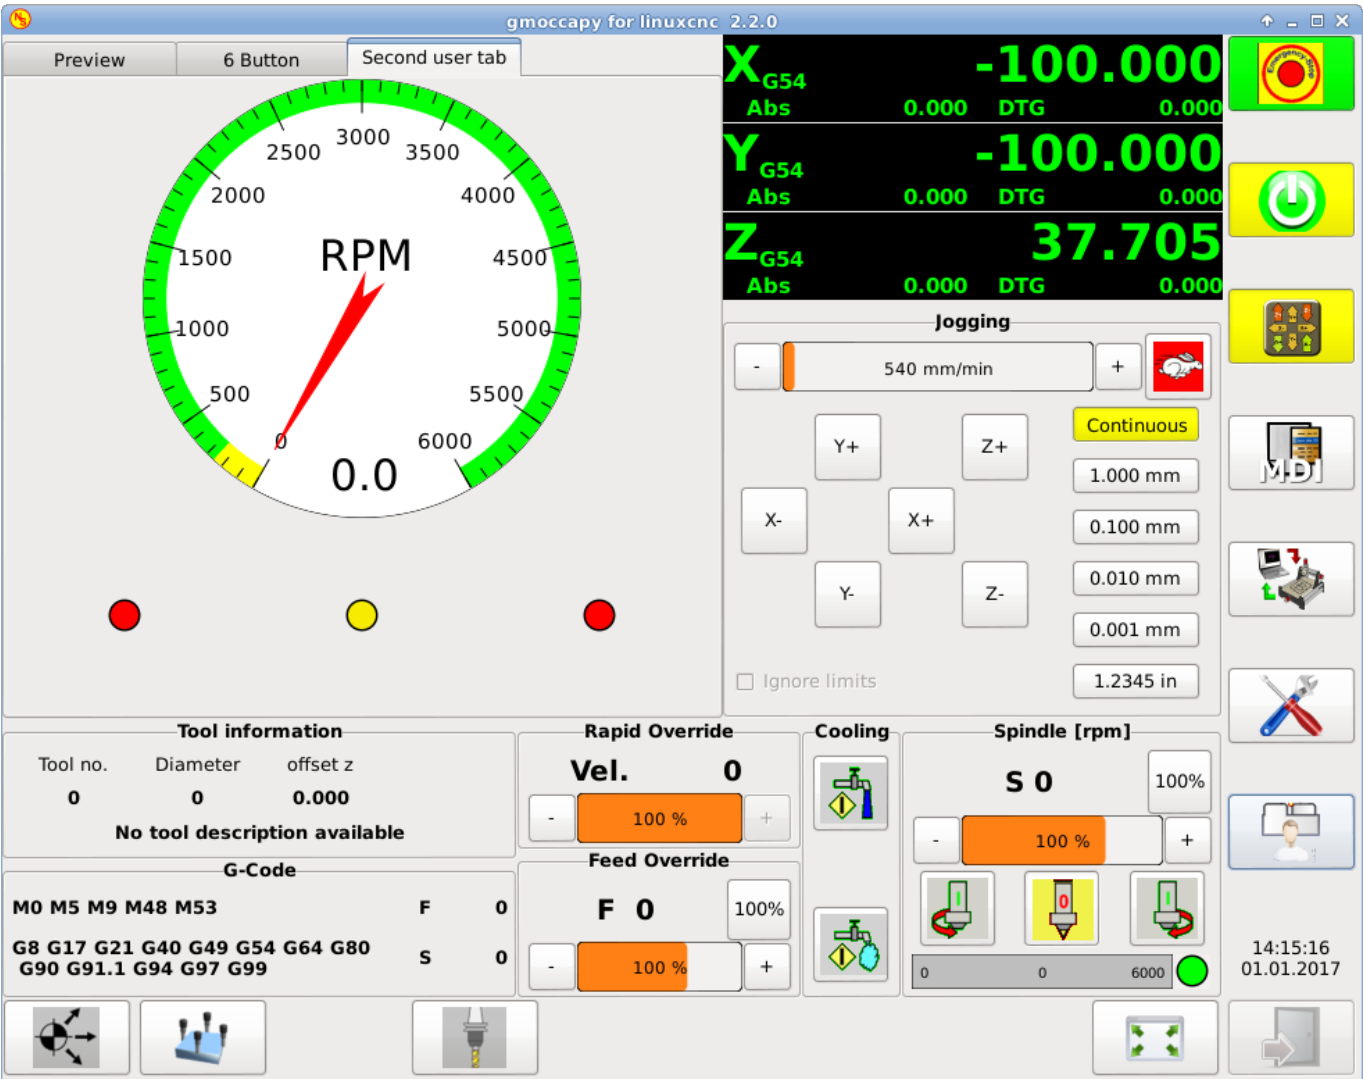 gmoccapy for linuxcnc 2.2.0
Preview
6 Button
Second user tab
3000
2500
3500
2000
4000
1500
4500
RPM
1000
5000
500
5500
0
6000
0.0
X G54 -100.000
Abs 0.000 DTG 0.000
Y G54 -100.000
Abs 0.000 DTG 0.000
Z G54 37.705
Abs 0.000 DTG 0.000
Emergency-Stop
Jogging
- 540 mm/min +
Continuous
Y+ Z+
1.000 mm
X- X+
0.100 mm
Y- Z-
0.010 mm
0.001 mm
Ignore limits
1.2345 in
MDI
Tool information
Tool no. Diameter offset z
0 0 0.000
No tool description available
G-Code
M0 M5 M9 M48 M53
F 0
G8 G17 G21 G40 G49 G54 G64 G80
G90 G91.1 G94 G97 G99
S 0
Rapid Override
Vel. 0
- 100 % +
Feed Override
F 0 100%
- 100 % +
Cooling
Spindle [rpm]
S 0 100%
- 100 % +
I 0 I
0 0 6000
14:15:16
01.01.2017